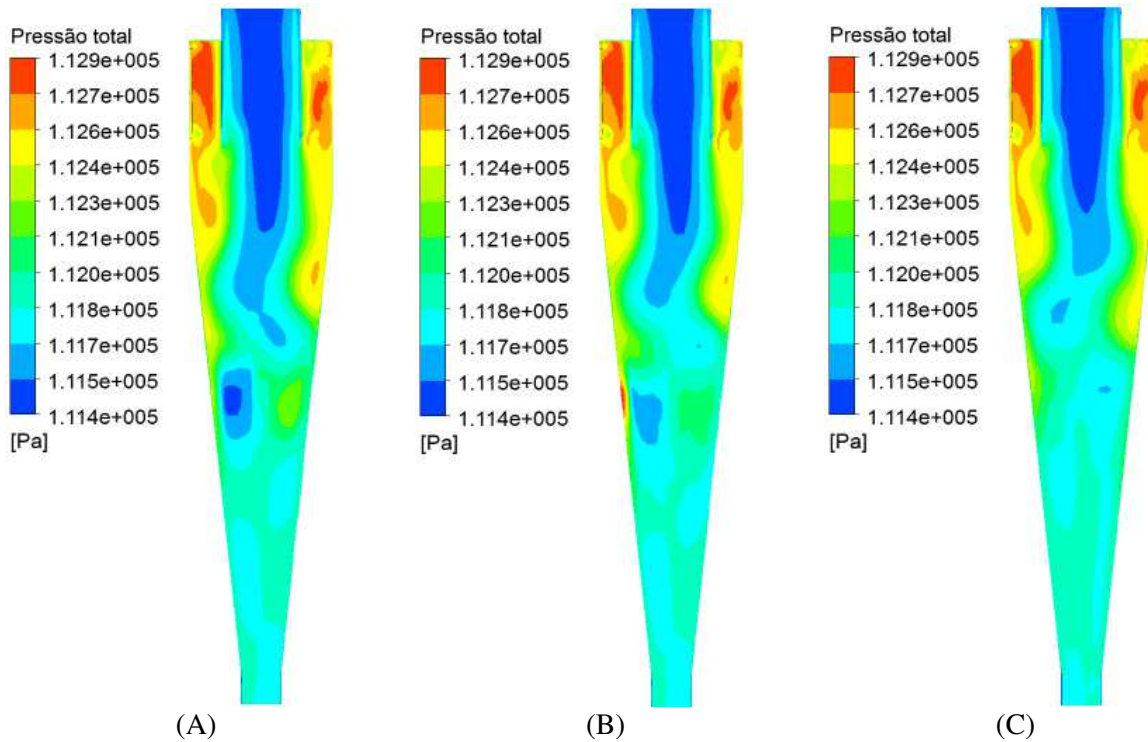 Pressão total
1.129e+005
1.127e+005
1.126e+005
1.124e+005
1.123e+005
1.121e+005
1.120e+005
1.118e+005
1.117e+005
1.115e+005
1.114e+005
[Pa]
(A)
Pressão total
1.129e+005
1.127e+005
1.126e+005
1.124e+005
1.123e+005
1.121e+005
1.120e+005
1.118e+005
1.117e+005
1.115e+005
1.114e+005
[Pa]
(B)
Pressão total
1.129e+005
1.127e+005
1.126e+005
1.124e+005
1.123e+005
1.121e+005
1.120e+005
1.118e+005
1.117e+005
1.115e+005
1.114e+005
[Pa]
(C)